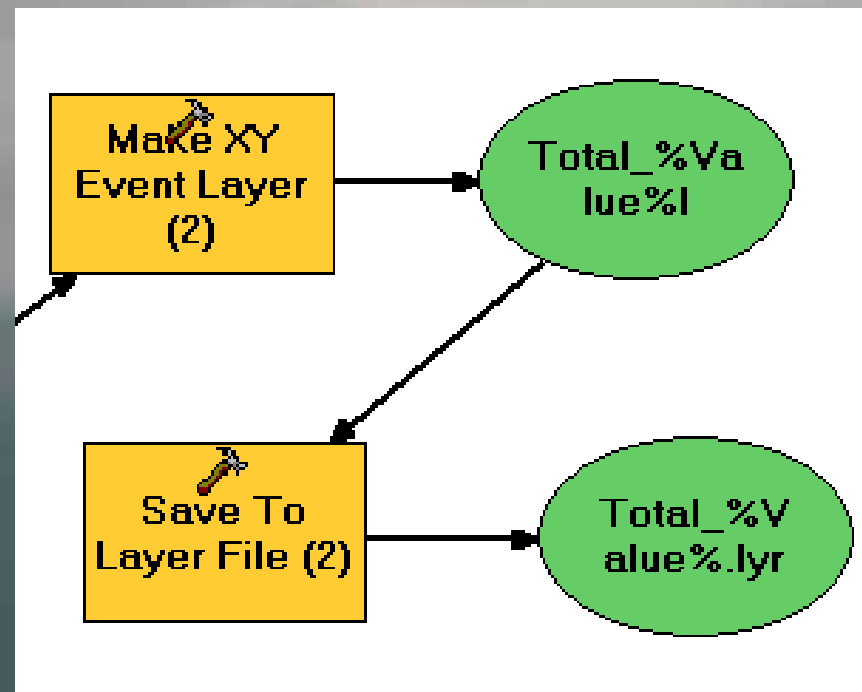 Make XY
Event Layer
(2)
Total_%Va
lue%l
Save To
Layer File (2)
Total_%V
alue%.lyr